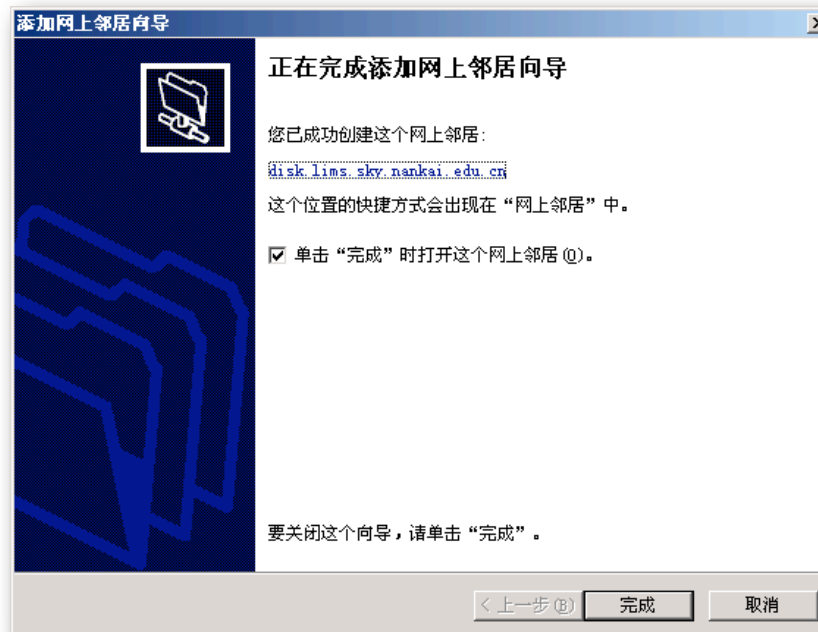 添加网上邻居向导
正在完成添加网上邻居向导
您已成功创建这个网上邻居:
disk.lims.sky.nankai.edu.cn
这个位置的快捷方式会出现在“网上邻居”中。
单击“完成”时打开这个网上邻居(O)。
要关闭这个向导，请单击“完成”。
< 上一步(B)
完成
取消